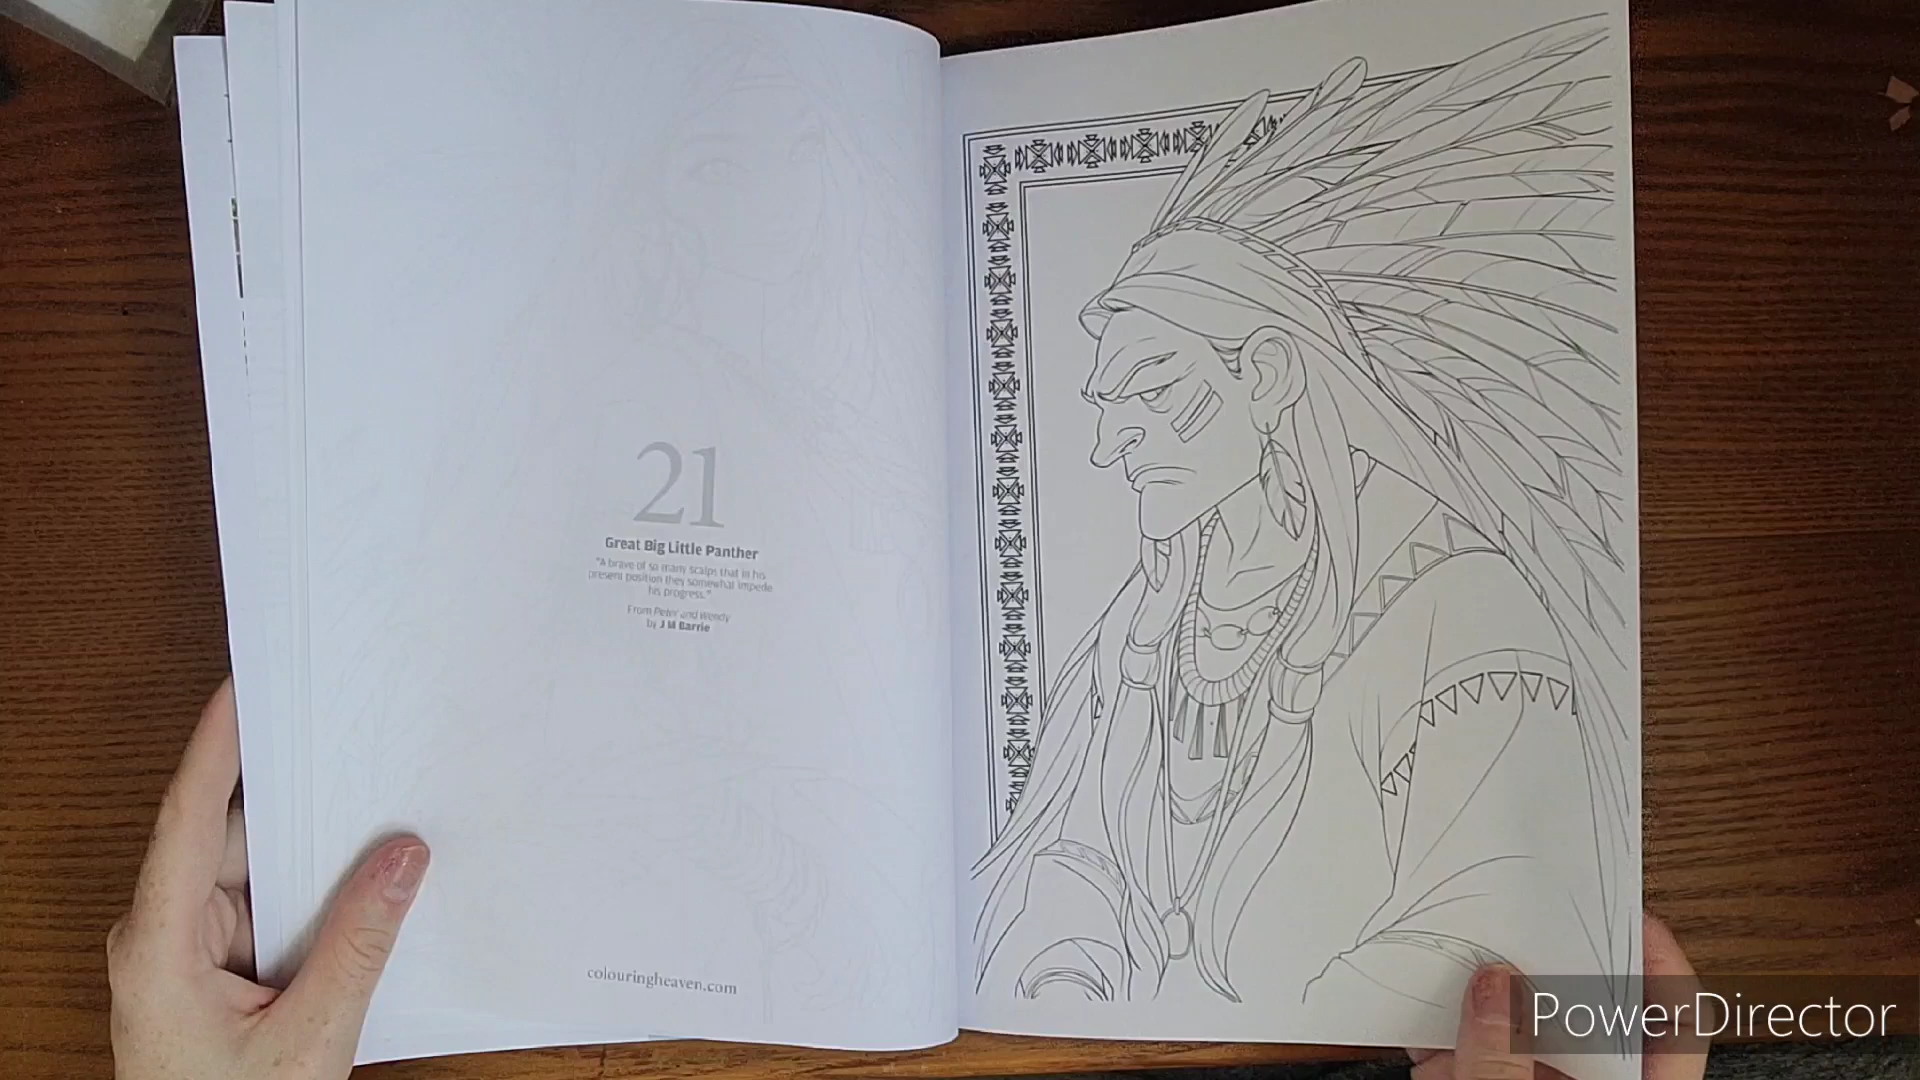 21
Great Big Little Panther
"A brave of so many scalps that in his
present position they somewhat impede
his progress."
From Peter and Wendy
by J M Barrie
colouringheaven.com
PowerDirector